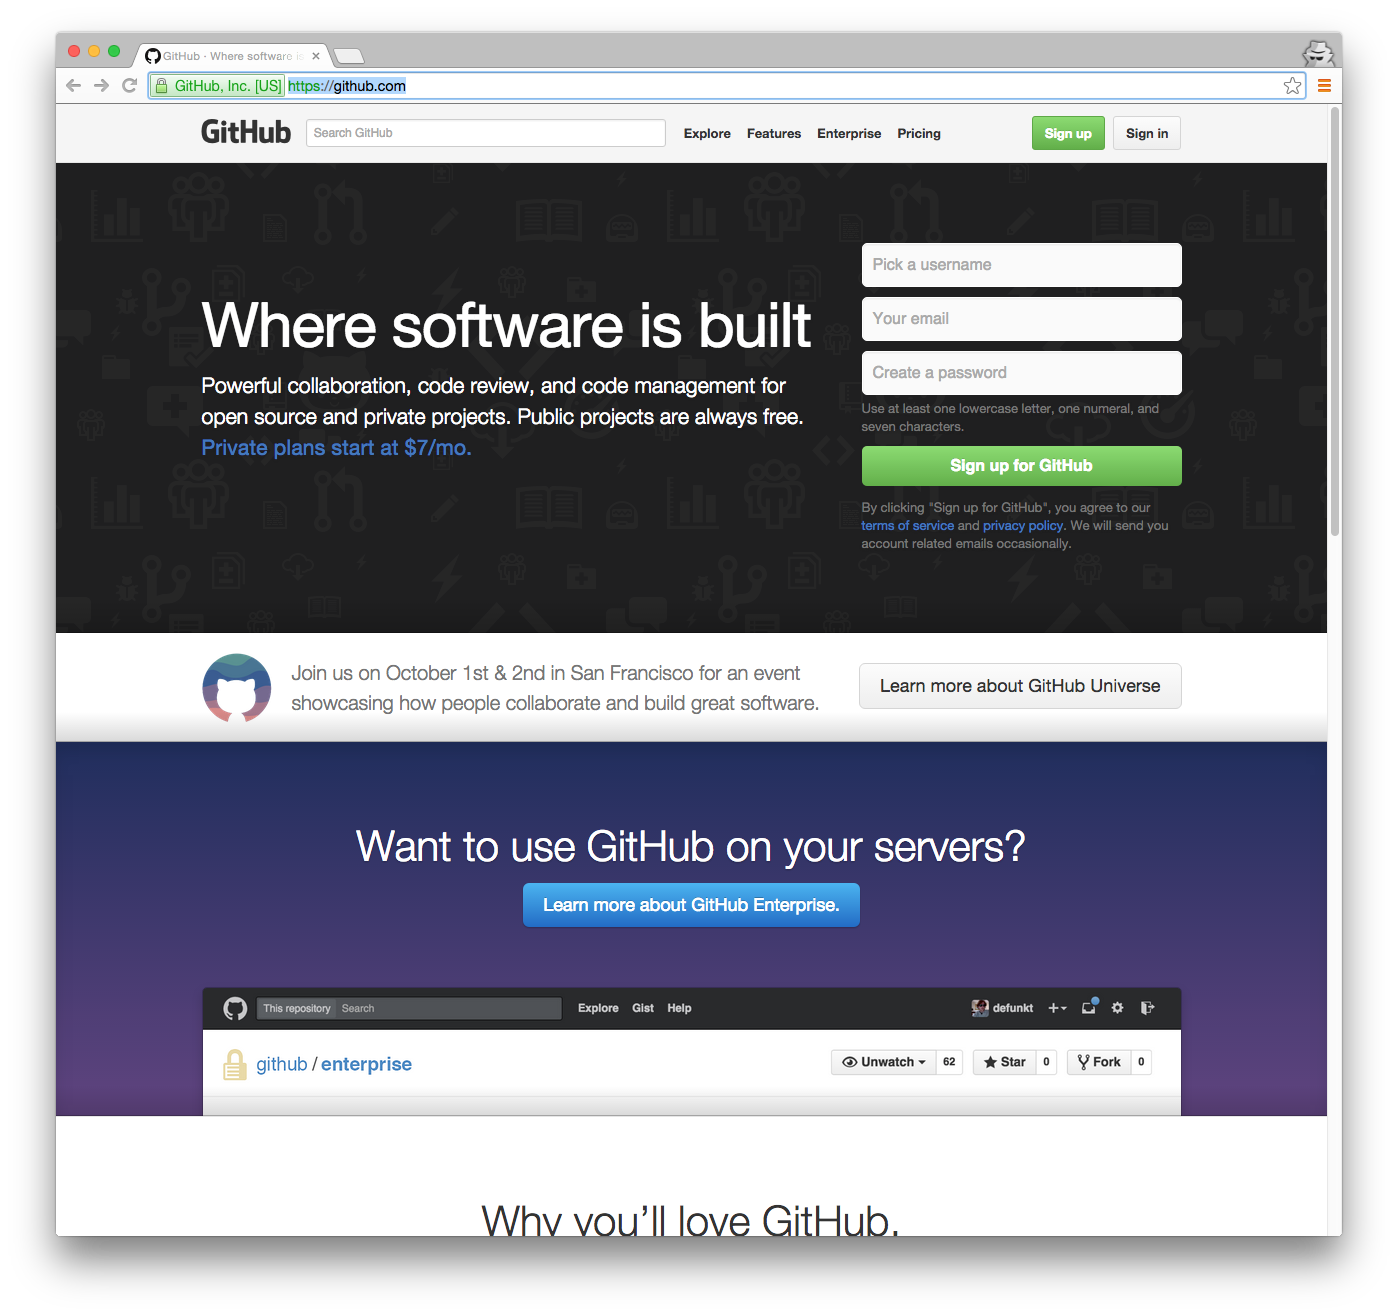 GitHub - Where software is
GitHub, Inc. [US] https://github.com
GitHub Search GitHub Explore Features Enterprise Pricing Sign up Sign in
Pick a username
Your email
Where software is built
Create a password
Powerful collaboration, code review, and code management for
open source and private projects. Public projects are always free.
Private plans start at $7/mo.
Use at least one lowercase letter, one numeral, and
seven characters.
Sign up for GitHub
By clicking "Sign up for GitHub", you agree to our
terms of service and privacy policy. We will send you
account related emails occasionally.
Join us on October 1st & 2nd in San Francisco for an event
showcasing how people collaborate and build great software.
Learn more about GitHub Universe
Want to use GitHub on your servers?
Learn more about GitHub Enterprise.
This repository Search Explore Gist Help defunkt
github / enterprise Unwatch 62 Star 0 Fork 0
Why you’ll love GitHub.